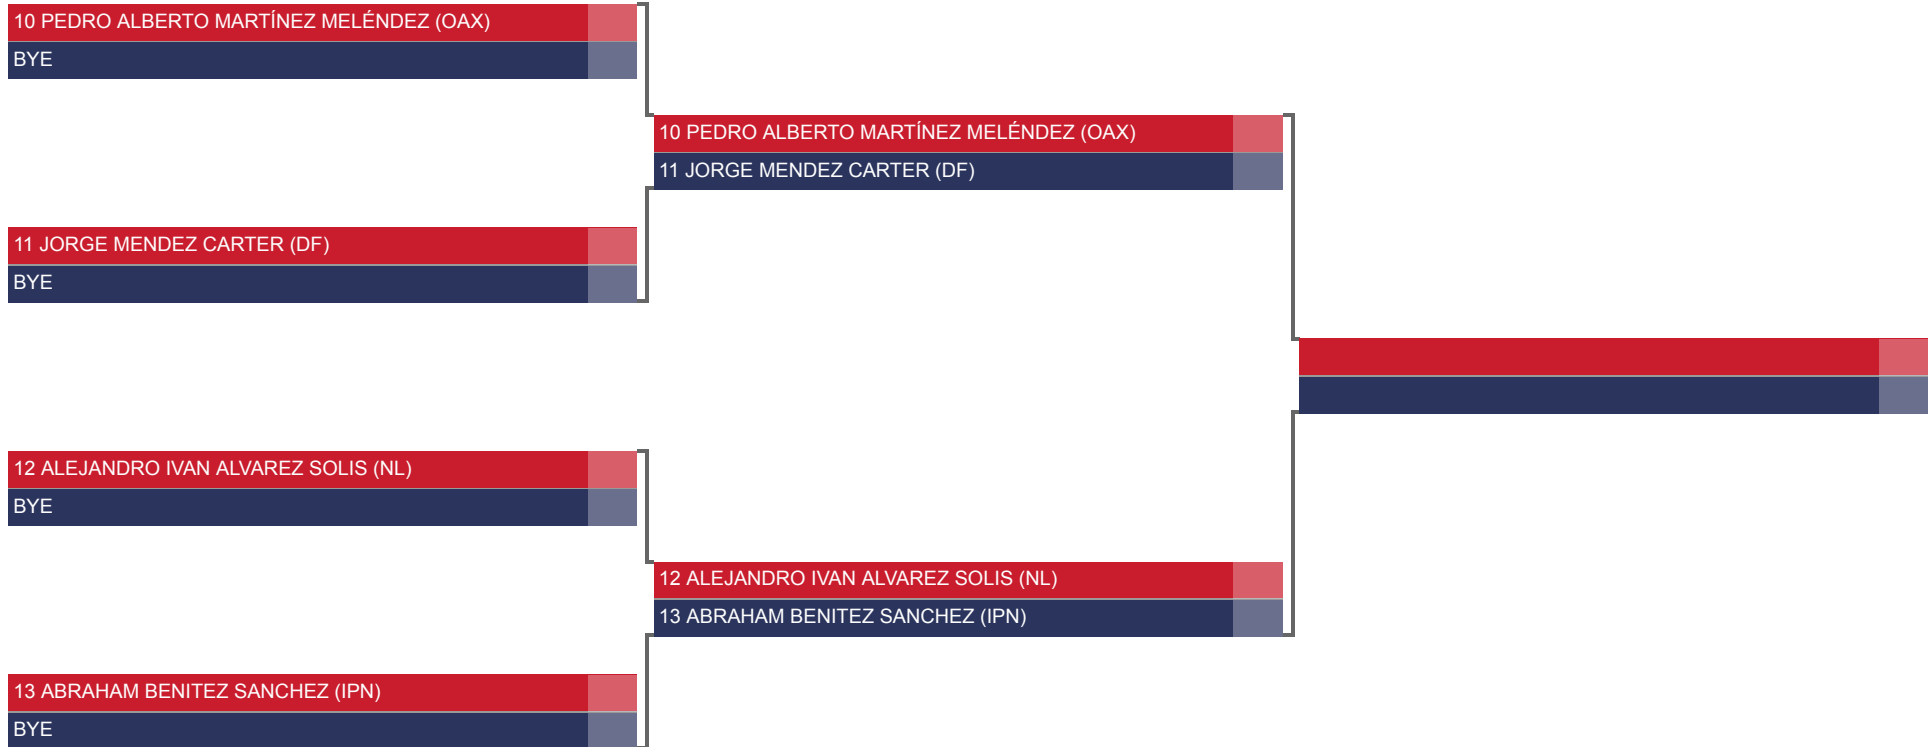 10 PEDRO ALBERTO MARTÍNEZ MELÉNDEZ (OAX)
BYE
11 JORGE MENDEZ CARTER (DF)
BYE
12 ALEJANDRO IVAN ALVAREZ SOLIS (NL)
BYE
13 ABRAHAM BENITEZ SANCHEZ (IPN)
BYE
10 PEDRO ALBERTO MARTÍNEZ MELÉNDEZ (OAX)
11 JORGE MENDEZ CARTER (DF)
12 ALEJANDRO IVAN ALVAREZ SOLIS (NL)
13 ABRAHAM BENITEZ SANCHEZ (IPN)